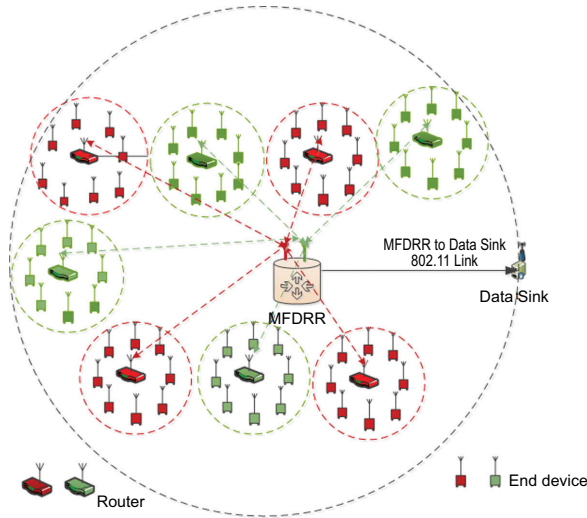 MFDRR to Data Sink
802.11 Link
Data Sink
MFDRR
Router
End device